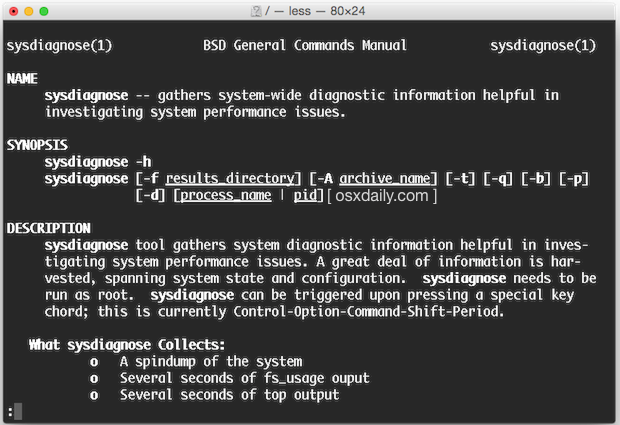 / — less — 80×24
sysdiagnose(1) BSD General Commands Manual sysdiagnose(1)
NAME
sysdiagnose -- gathers system-wide diagnostic information helpful in
investigating system performance issues.
SYNOPSIS
sysdiagnose -h
sysdiagnose [-f results_directory] [-A archive_name] [-t] [-q] [-b] [-p]
[-d] [process_name | pid][ osxdaily.com ]
DESCRIPTION
sysdiagnose tool gathers system diagnostic information helpful in inves-
tigating system performance issues. A great deal of information is har-
vested, spanning system state and configuration. sysdiagnose needs to be
run as root. sysdiagnose can be triggered upon pressing a special key
chord; this is currently Control-Option-Command-Shift-Period.
What sysdiagnose Collects:
o A spindump of the system
o Several seconds of fs_usage ouput
o Several seconds of top output
: